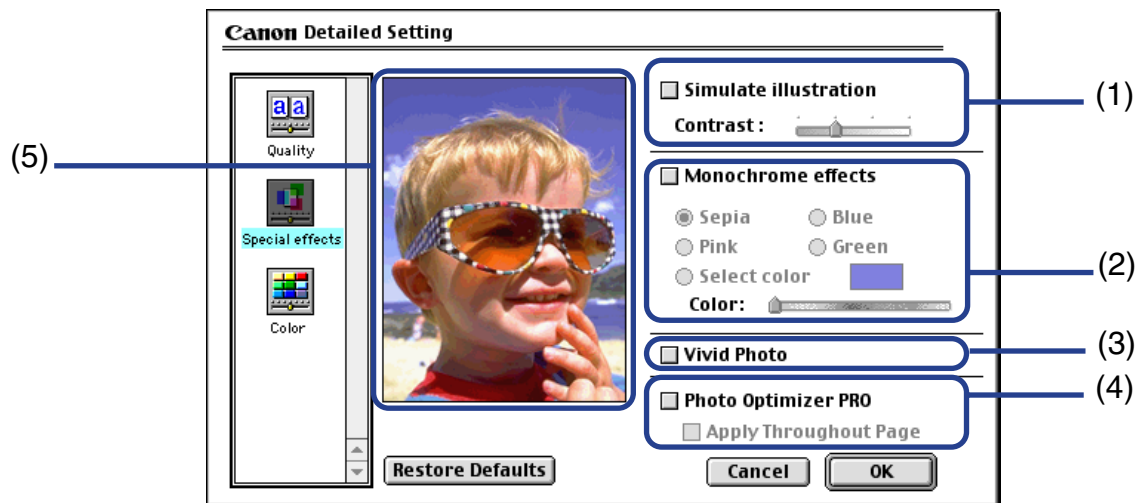 Canon Detailed Setting
aa
Quality
Special effects
Color
(5)
Simulate illustration
Contrast :
(1)
Monochrome effects
Sepia Blue
Pink Green
Select color
Color:
(2)
Vivid Photo
(3)
Photo Optimizer PRO
Apply Throughout Page
(4)
Restore Defaults Cancel OK